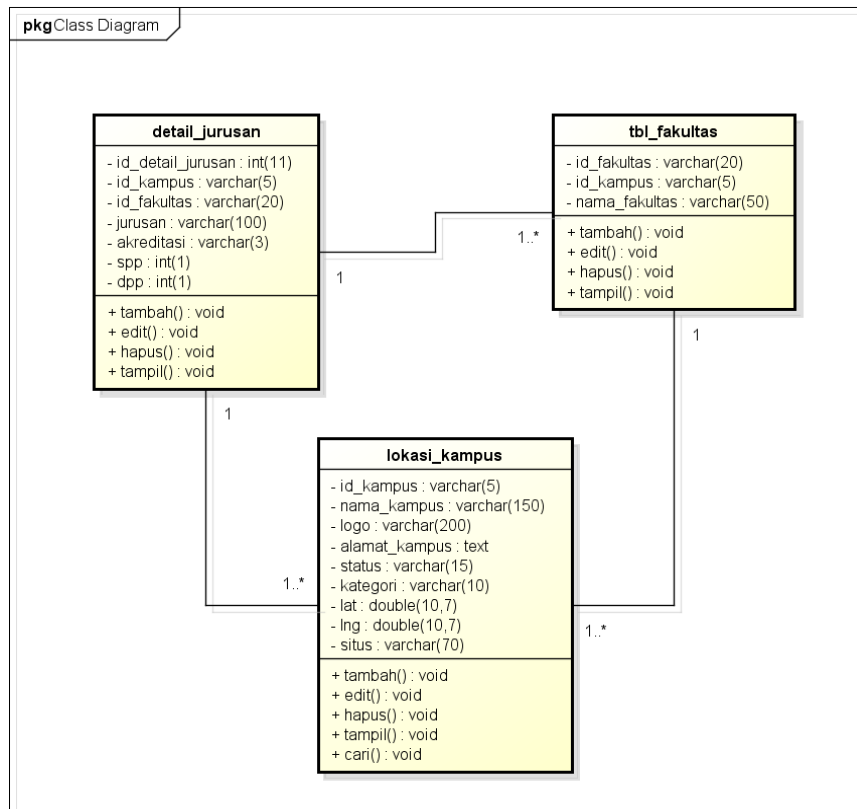 pkgClass Diagram
detail_jurusan
- id_detail_jurusan : int(11)
- id_kampus : varchar(5)
- id_fakultas : varchar(20)
- jurusan : varchar(100)
- akreditasi : varchar(3)
- spp : int(1)
- dpp : int(1)
+ tambah() : void
+ edit() : void
+ hapus() : void
+ tampil() : void
tbl_fakultas
- id_fakultas : varchar(20)
- id_kampus : varchar(5)
- nama_fakultas : varchar(50)
+ tambah() : void
+ edit() : void
+ hapus() : void
+ tampil() : void
1..*
1
1
1
lokasi_kampus
- id_kampus : varchar(5)
- nama_kampus : varchar(150)
- logo : varchar(200)
- alamat_kampus : text
- status : varchar(15)
- kategori : varchar(10)
- lat : double(10,7)
- lng : double(10,7)
- situs : varchar(70)
+ tambah() : void
+ edit() : void
+ hapus() : void
+ tampil() : void
+ cari() : void
1..*
1..*